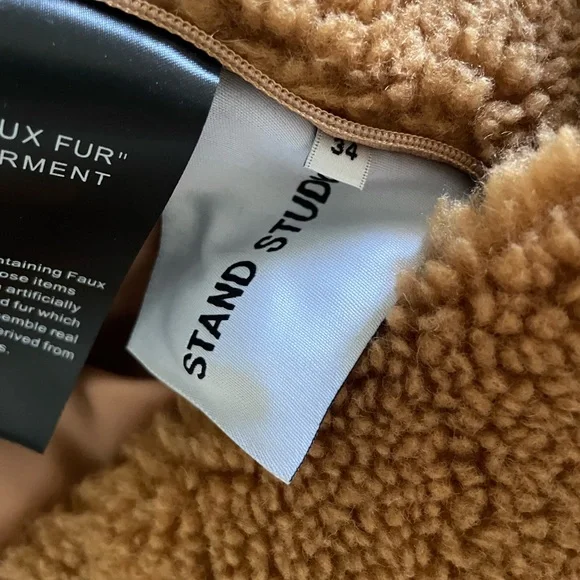 UX FUR"
RMENT
ntaining Faux
ose items
artificially
d fur which
semble real
erived from
s.
34
STAND STUD